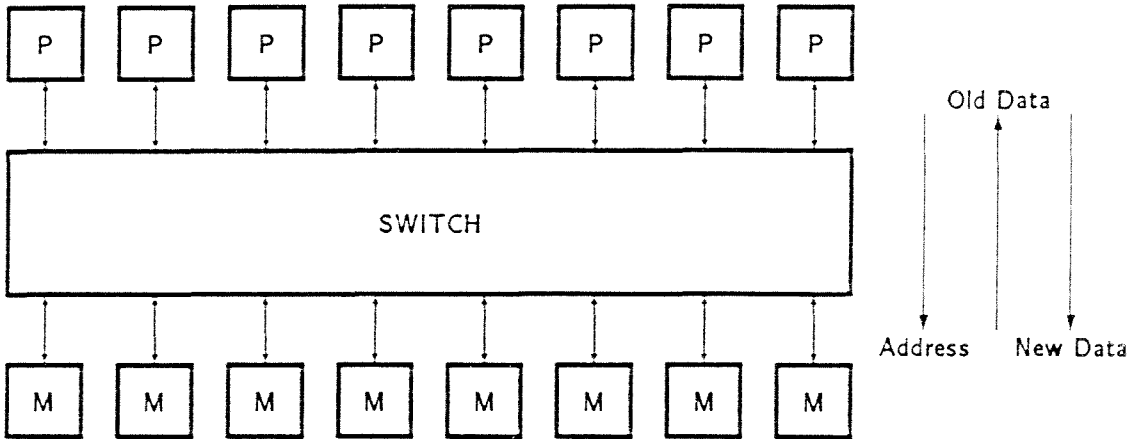 P P P P P P P P
Old Data
SWITCH
Address New Data
M M M M M M M M